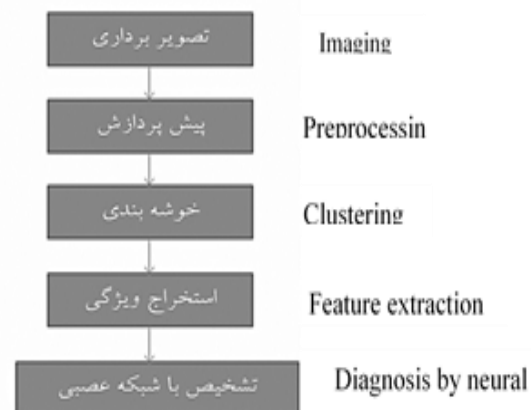 تصویر برداری
Imaging
پیش پردازش
Preprocessin
خوشه بندی
Clustering
استخراج ویژگی
Feature extraction
تشخیص با شبکه عصبی
Diagnosis by neural